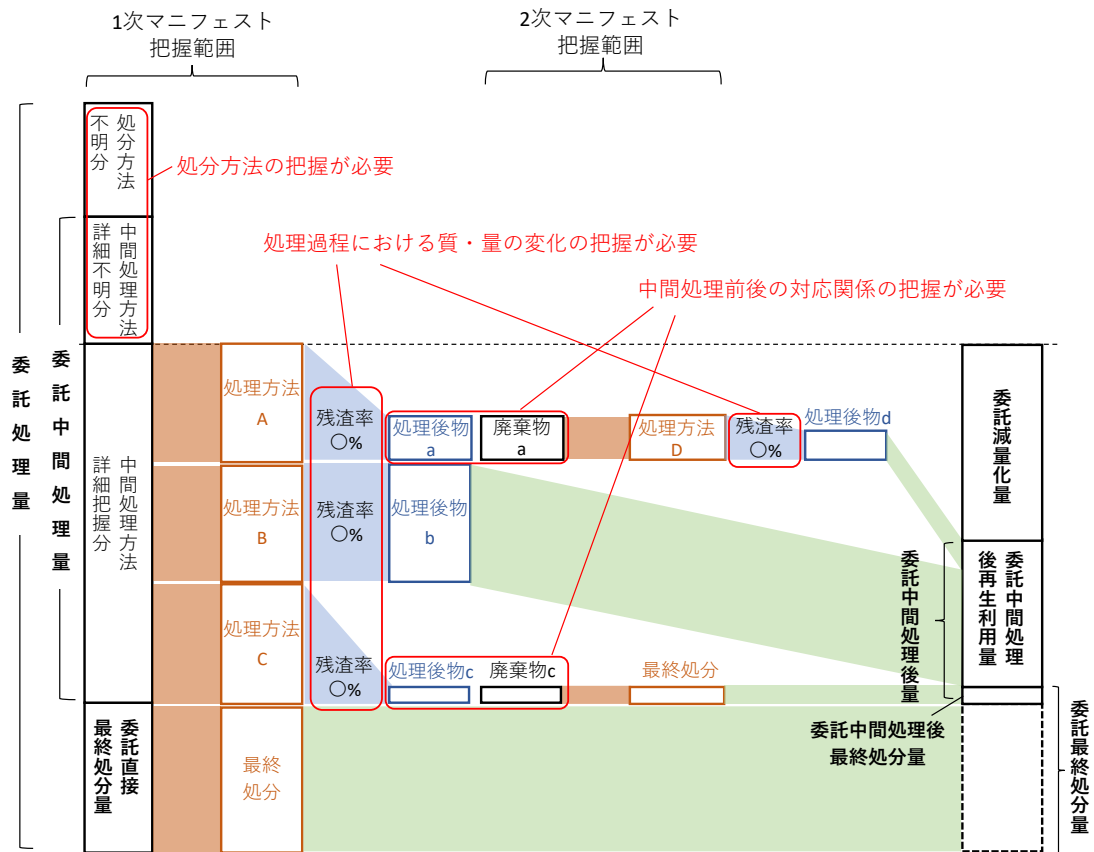 1次マニフェスト
把握範囲
2次マニフェスト
把握範囲
処分方法
不明分
処分方法の把握が必要
中間処理方法
詳細不明分
処理過程における質・量の変化の把握が必要
中間処理前後の対応関係の把握が必要
委託処理量
委託中間処理量
中間処理方法
詳細把握分
処理方法
A
残渣率
○%
処理後物
a
廃棄物
a
処理方法
D
残渣率
○%
処理後物d
委託減量化量
処理方法
B
残渣率
○%
処理後物
b
委託中間処理後量
委託中間処理
後再生利用量
処理方法
C
残渣率
○%
処理後物c
廃棄物c
最終処分
委託中間処理後
最終処分量
委託直接
最終処分量
最終
処分
委託最終処分量